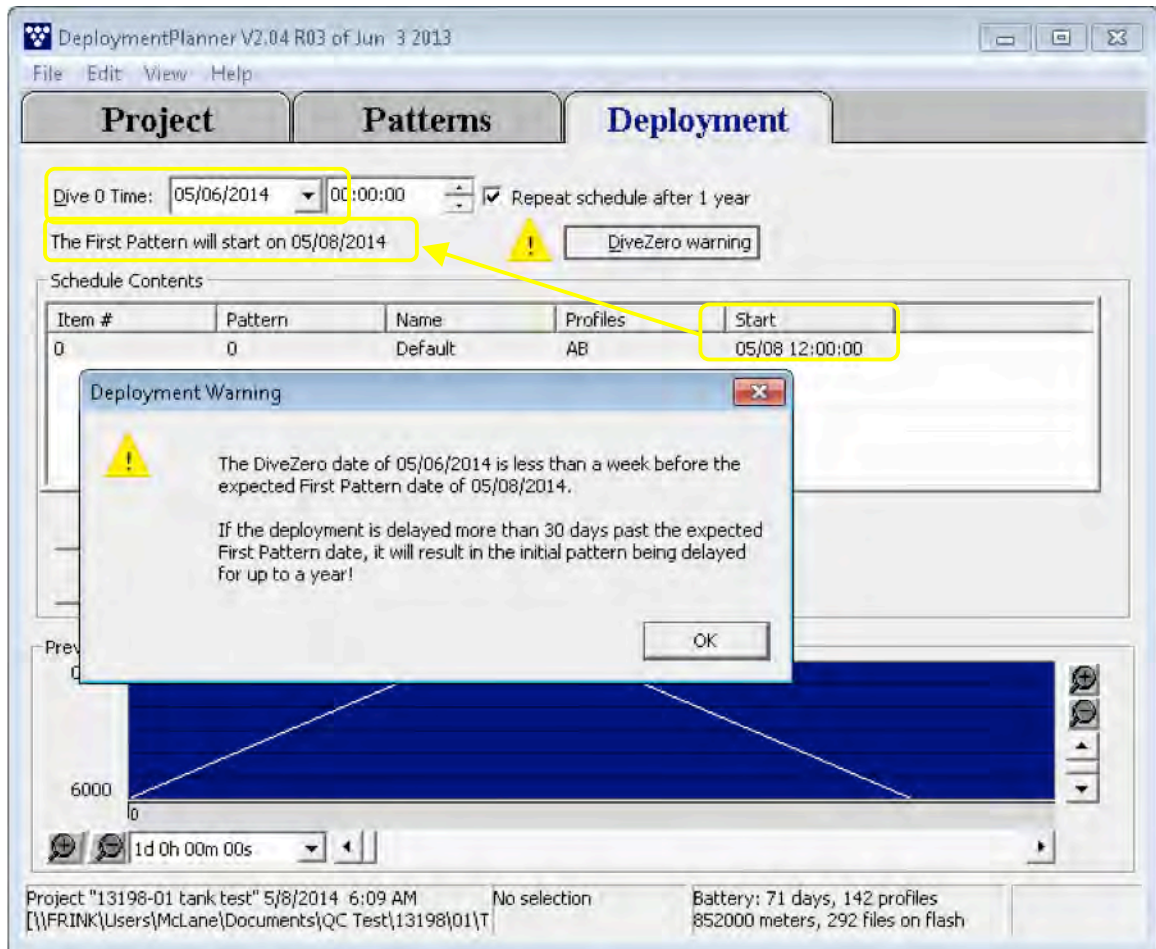 DeploymentPlanner V2.04 R03 of Jun 3 2013
File Edit View Help
Project Patterns Deployment
Dive 0 Time: 05/06/2014 00:00:00 Repeat schedule after 1 year
The First Pattern will start on 05/08/2014 ! DiveZero warning
Schedule Contents
Item # Pattern Name Profiles Start
0 0 Default AB 05/08 12:00:00
Deployment Warning
!
The DiveZero date of 05/06/2014 is less than a week before the
expected First Pattern date of 05/08/2014.
If the deployment is delayed more than 30 days past the expected
First Pattern date, it will result in the initial pattern being delayed
for up to a year!
OK
Prev
6000
0
1d 0h 00m 00s
Project "13198-01 tank test" 5/8/2014 6:09 AM No selection Battery: 71 days, 142 profiles
[\\FRINK\Users\McLane\Documents\QC Test\13198\01\T 852000 meters, 292 files on flash